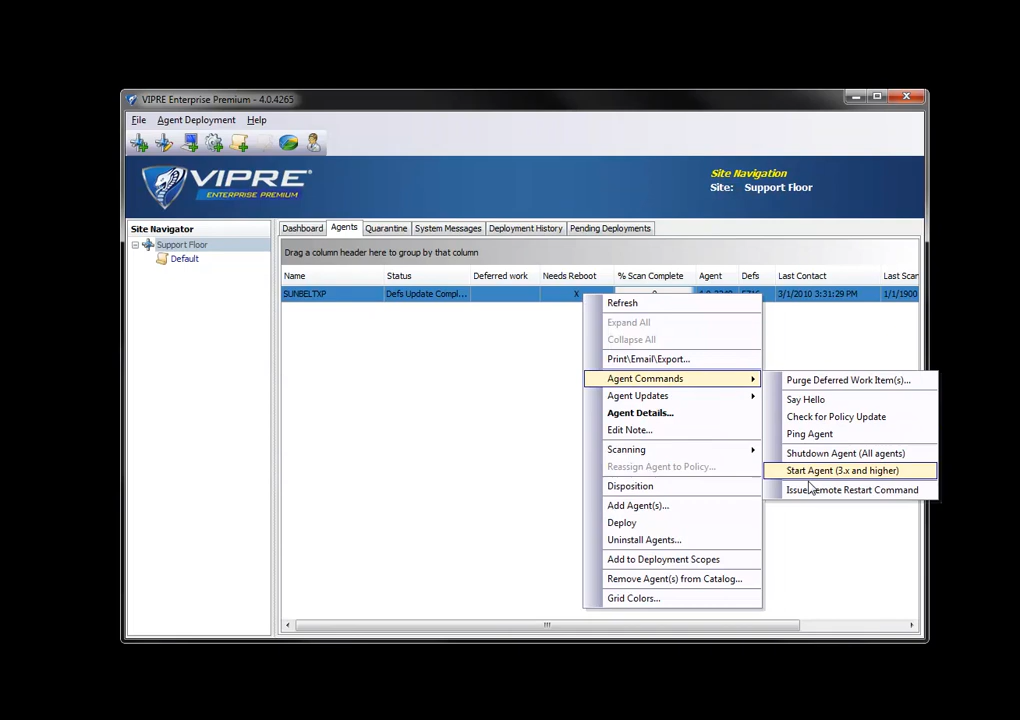 VIPRE Enterprise Premium - 4.0.4265
File Agent Deployment Help
VIPRE
ENTERPRISE PREMIUM
Site Navigation
Site: Support Floor
Site Navigator
Support Floor
Default
Dashboard Agents Quarantine System Messages Deployment History Pending Deployments
Drag a column header here to group by that column
Name Status Deferred work Needs Reboot % Scan Complete Agent Defs Last Contact Last Scan
SUNBELTXP Defs Update Compl... X 3/1/2010 3:31:29 PM 1/1/1900
Refresh
Expand All
Collapse All
Print\Email\Export...
Agent Commands
Agent Updates
Agent Details...
Edit Note...
Scanning
Reassign Agent to Policy...
Disposition
Add Agent(s)...
Deploy
Uninstall Agents...
Add to Deployment Scopes
Remove Agent(s) from Catalog...
Grid Colors...
Purge Deferred Work Item(s)...
Say Hello
Check for Policy Update
Ping Agent
Shutdown Agent (All agents)
Start Agent (3.x and higher)
Issue Remote Restart Command